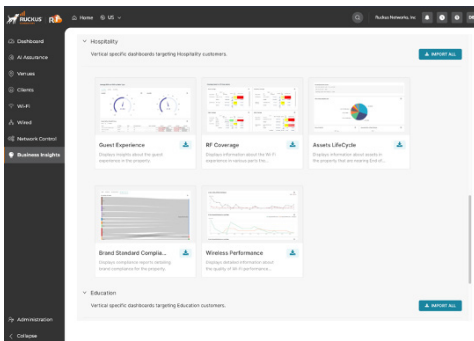 RUCKUS
Home
US
Ruckus Networks, Inc
Dashboard
AI Assurance
Venues
Clients
Wi-Fi
Wired
Network Control
Business Insights
Administration
Collapse
Hospitality
Vertical specific dashboards targeting Hospitality customers.
IMPORT ALL
Guest Experience
Displays insights about the guest
experience in the property.
RF Coverage
Displays information about the Wi-Fi
experience in various parts the...
Assets LifeCycle
Displays information about assets in
the property that are nearing End of...
Brand Standard Complia...
Displays compliance reports detailing
brand compliance for the property.
Wireless Performance
Displays detailed information about
the quality of Wi-Fi performance...
Education
Vertical specific dashboards targeting Education customers.
IMPORT ALL